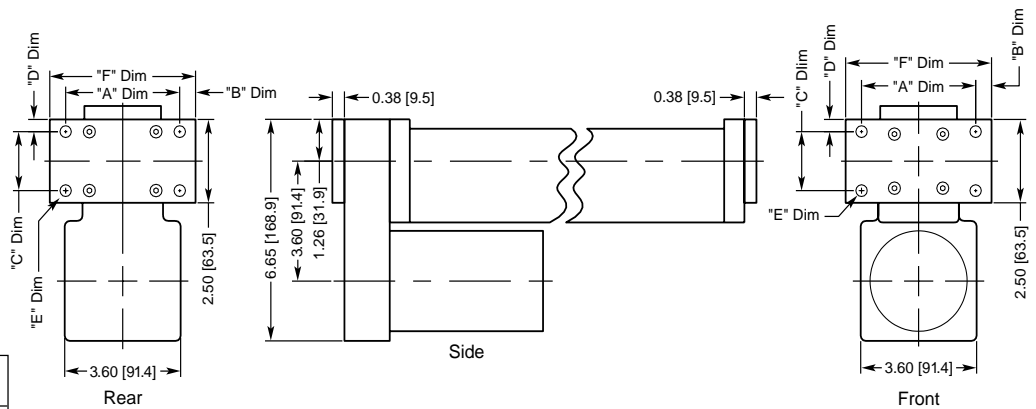 "D" Dim
"F" Dim
"A" Dim
"B" Dim
"C" Dim
"E" Dim
2.50 [63.5]
3.60 [91.4]
Rear
0.38 [9.5]
0.38 [9.5]
6.65 [168.9]
3.60 [91.4]
1.26 [31.9]
Side
"C" DIim
"D" Dim
"F" Dim
"A" Dim
"B" Dim
"E" Dim
2.50 [63.5]
3.60 [91.4]
Front